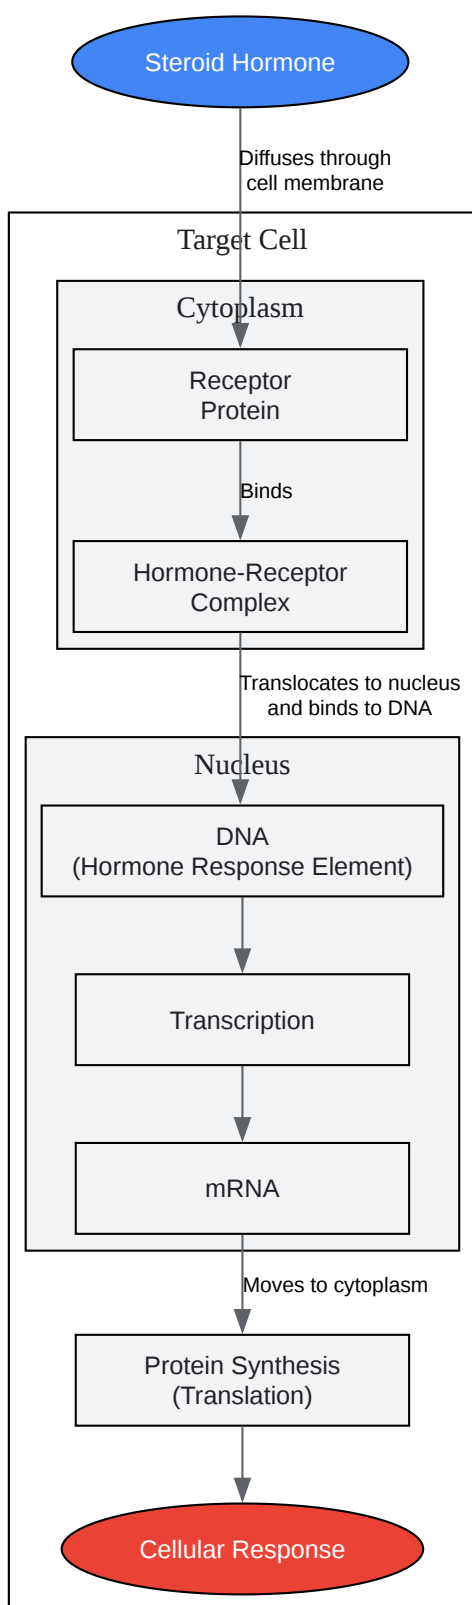 Steroid Hormone
Diffuses through
cell membrane
Target Cell
Cytoplasm
Receptor
Protein
Binds
Hormone-Receptor
Complex
Translocates to nucleus
and binds to DNA
Nucleus
DNA
(Hormone Response Element)
Transcription
mRNA
Moves to cytoplasm
Protein Synthesis
(Translation)
Cellular Response